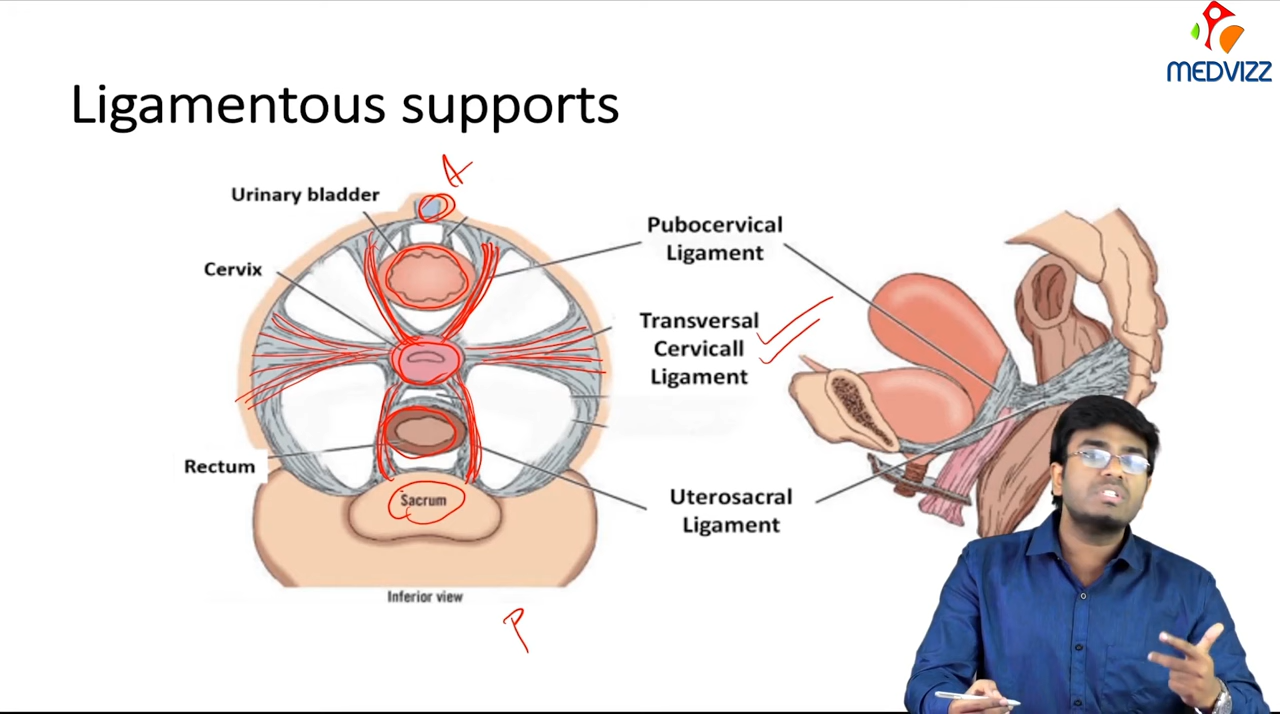 MEDVIZZ
Ligamentous supports
A
Urinary bladder
Cervix
Rectum
Sacrum
Inferior view
P
Pubocervical
Ligament
Transversal
Cervicall
Ligament
Uterosacral
Ligament